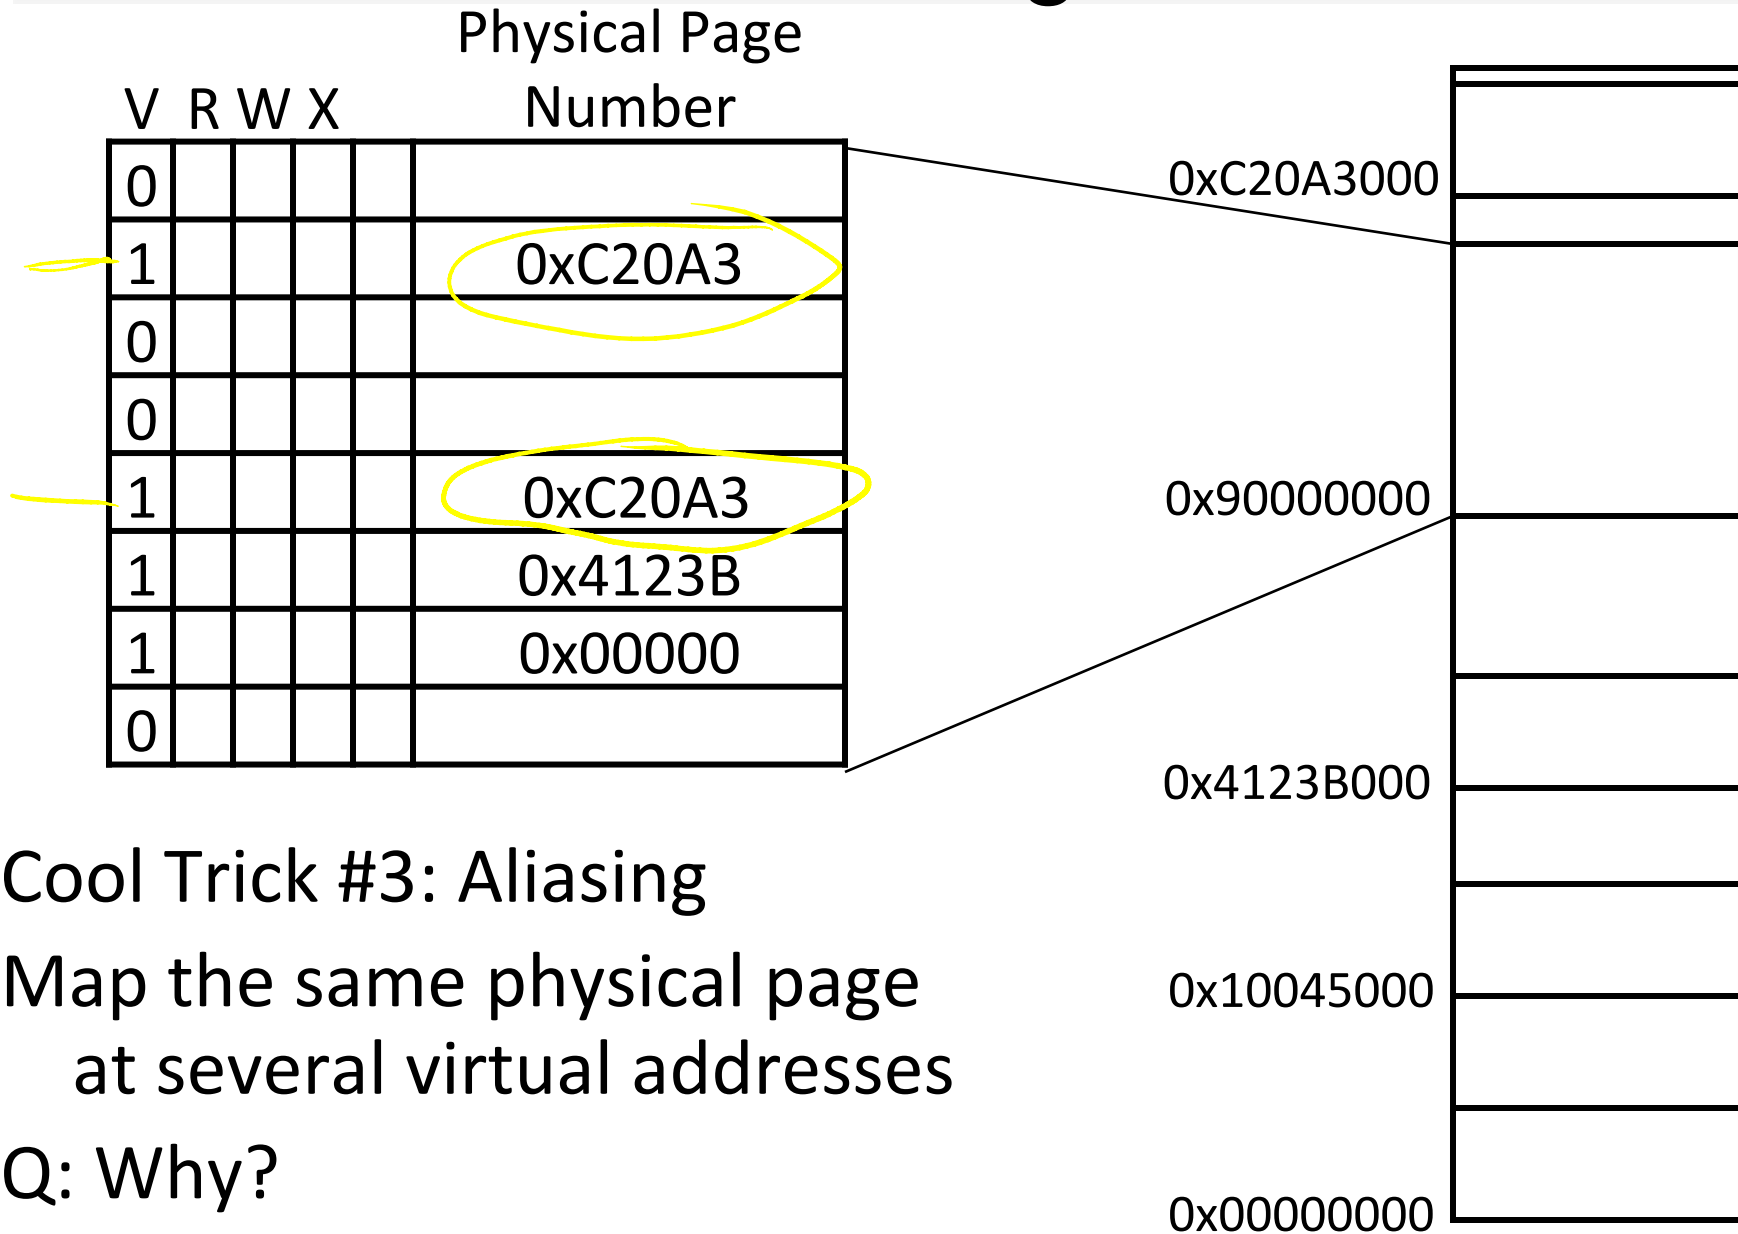 Physical Page
V R W X Number
0
1 0xC20A3
0
0
1 0xC20A3
1 0x4123B
1 0x00000
0
0xC20A3000
0x90000000
0x4123B000
0x10045000
0x00000000
Cool Trick #3: Aliasing
Map the same physical page
at several virtual addresses
Q: Why?